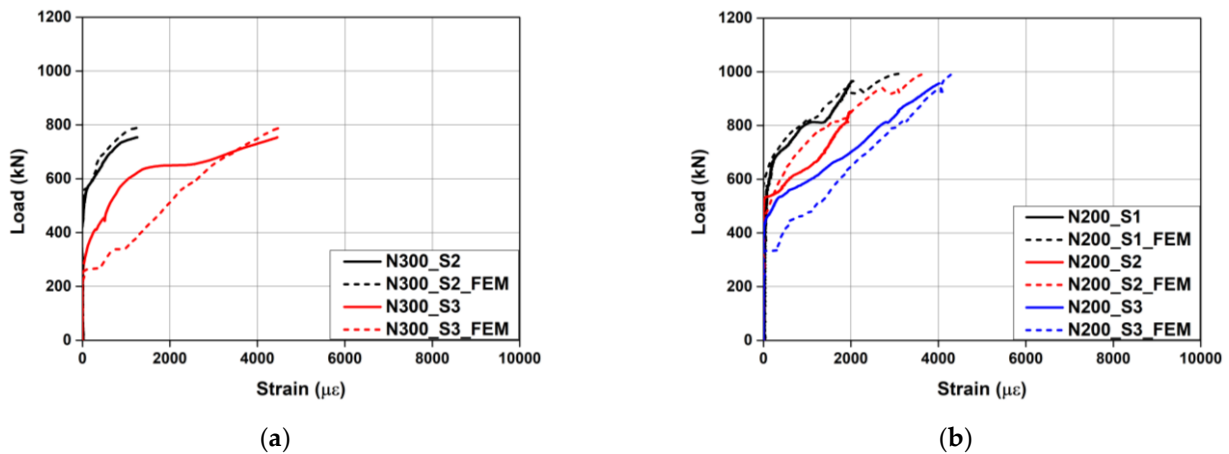 1200
1000
800
600
400
200
0
Load (kN)
N300_S2
N300_S2_FEM
N300_S3
N300_S3_FEM
0 2000 4000 6000 8000 10000
Strain (με)
(a)
1200
1000
800
600
400
200
0
Load (kN)
N200_S1
N200_S1_FEM
N200_S2
N200_S2_FEM
N200_S3
N200_S3_FEM
0 2000 4000 6000 8000 10000
Strain (με)
(b)